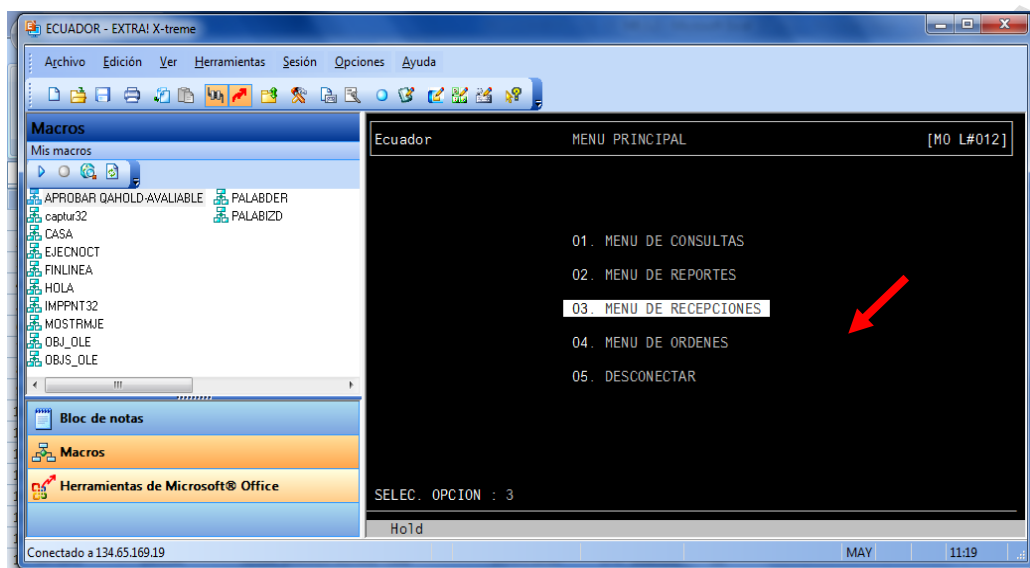 ECUADOR - EXTRA! X-treme
Archivo Edición Ver Herramientas Sesión Opciones Ayuda
Macros
Mis macros
APROBAR QAHOLD-AVALIABLE
captur32
CASA
EJECNOCT
FINLINEA
HOLA
IMPPNT32
MOSTRMJE
OBJ_OLE
OBJS_OLE
PALABDER
PALABIZD
Bloc de notas
Macros
Herramientas de Microsoft® Office
Ecuador MENU PRINCIPAL [M0 L#012]
01. MENU DE CONSULTAS
02. MENU DE REPORTES
03. MENU DE RECEPCIONES
04. MENU DE ORDENES
05. DESCONECTAR
SELEC. OPCION : 3
Hold
Conectado a 134.65.169.19 MAY 11:19